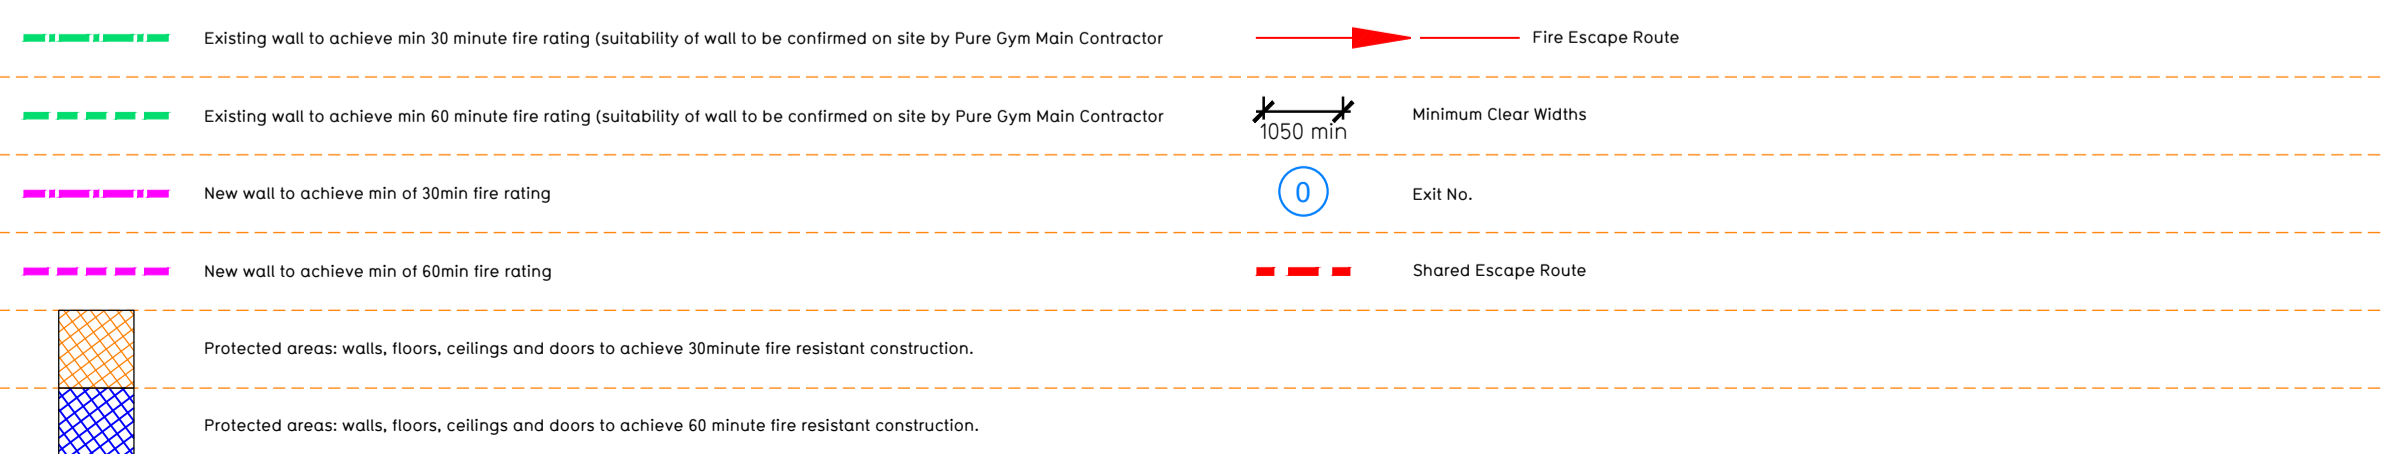 Existing wall to achieve min 30 minute fire rating (suitability of wall to be confirmed on site by Pure Gym Main Contractor
Fire Escape Route
Existing wall to achieve min 60 minute fire rating (suitability of wall to be confirmed on site by Pure Gym Main Contractor
1050 min
Minimum Clear Widths
New wall to achieve min of 30min fire rating
0
Exit No.
New wall to achieve min of 60min fire rating
Shared Escape Route
Protected areas: walls, floors, ceilings and doors to achieve 30minute fire resistant construction.
Protected areas: walls, floors, ceilings and doors to achieve 60 minute fire resistant construction.